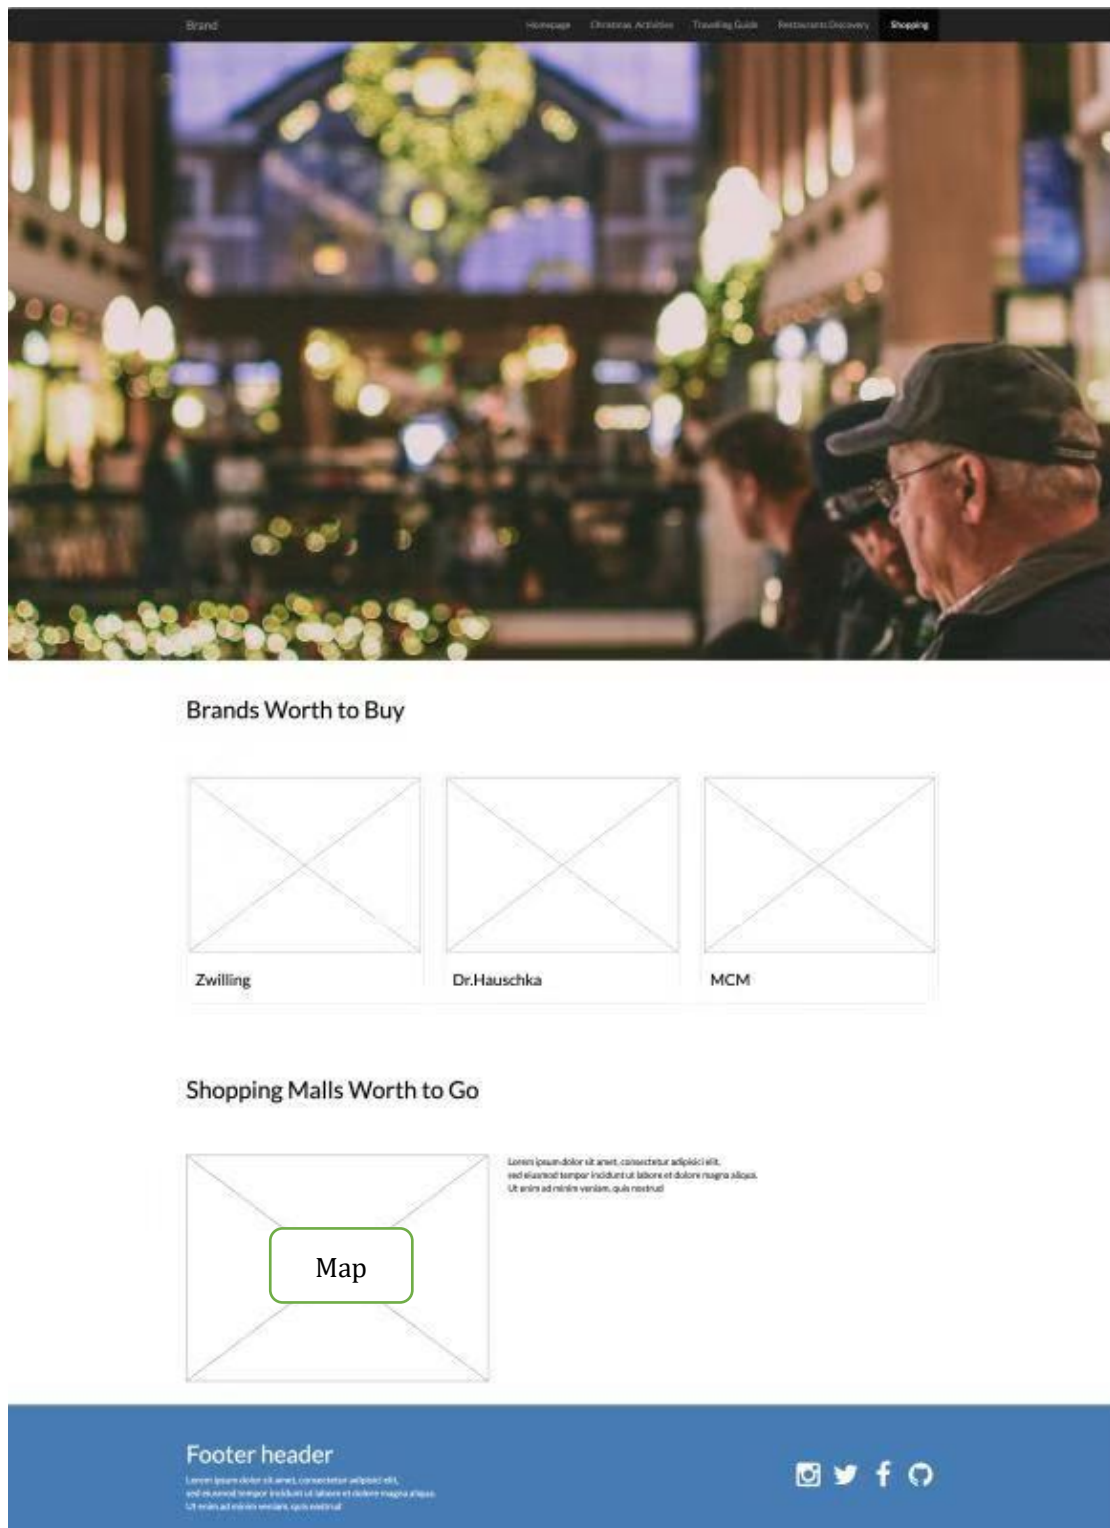 Brand
Homepage Christmas Activities Travelling Guide Restaurants Discovery Shopping
Brands Worth to Buy
Zwilling Dr.Hauschka MCM
Shopping Malls Worth to Go
Lorem ipsum dolor sit amet, consectetur adipisici elit,
sed eiusmod tempor incidunt ut labore et dolore magna aliqua.
Ut enim ad minim veniam, quis nostrud
Map
Footer header
Lorem ipsum dolor sit amet, consectetur adipisici elit,
sed eiusmod tempor incidunt ut labore et dolore magna aliqua.
Ut enim ad minim veniam, quis nostrud